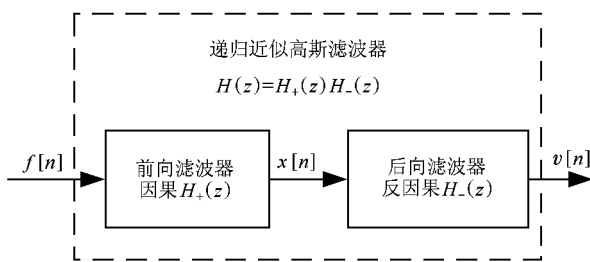 递归近似高斯滤波器
H(z)=H₊(z)H₋(z)
f[n]
前向滤波器
因果H₊(z)
x[n]
后向滤波器
反因果H₋(z)
v[n]